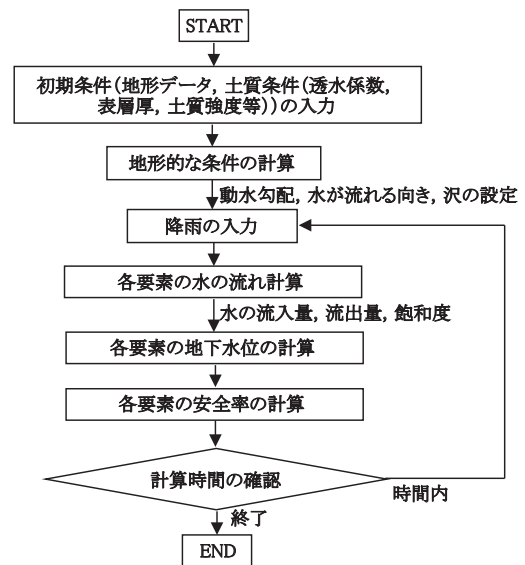 START
初期条件(地形データ, 土質条件(透水係数,
表層厚, 土質強度等))の入力
地形的な条件の計算
動水勾配, 水が流れる向き, 沢の設定
降雨の入力
各要素の水の流れ計算
水の流入量, 流出量, 飽和度
各要素の地下水位の計算
各要素の安全率の計算
計算時間の確認
時間内
終了
END